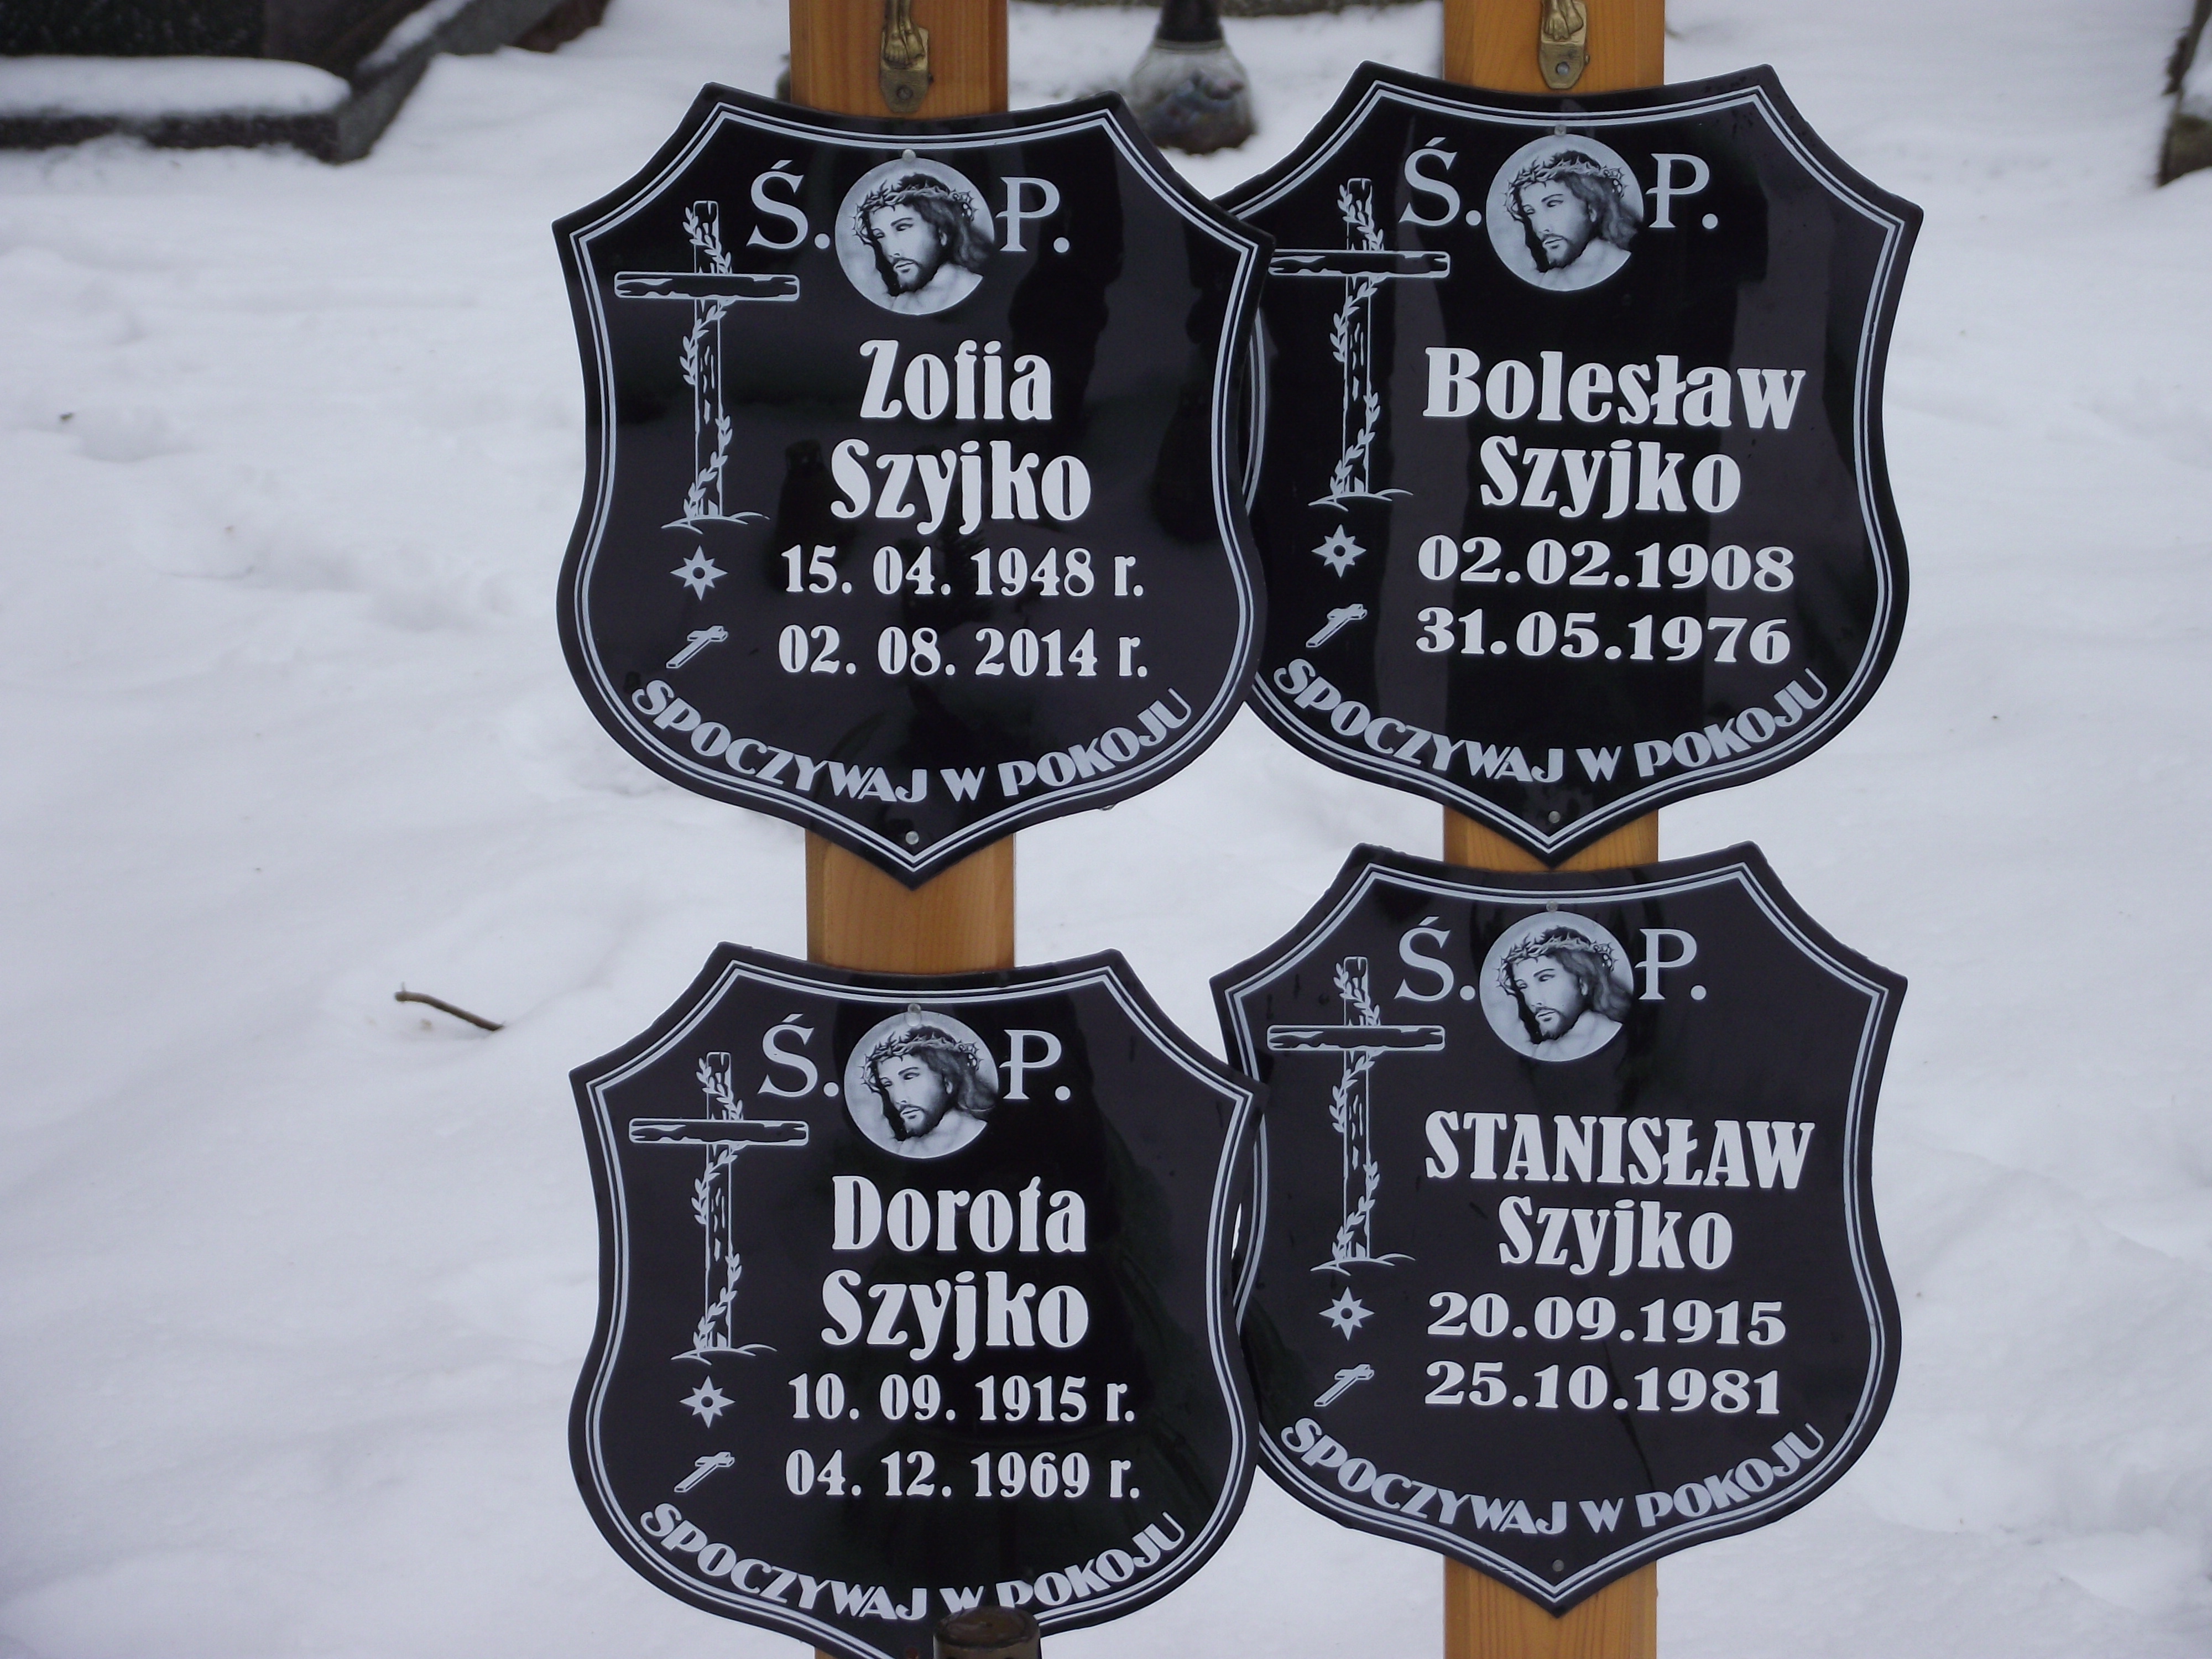 Ś. P.
Zofia
Szyjko
15. 04. 1948 r.
02. 08. 2014 r.
SPOCZYWAJ W POKOJU
Ś. P.
Bolesław
Szyjko
02.02.1908
31.05.1976
SPOCZYWAJ W POKOJU
Ś. P.
Dorota
Szyjko
10. 09. 1915 r.
04. 12. 1969 r.
SPOCZYWAJ W POKOJU
Ś. P.
STANISŁAW
Szyjko
20.09.1915
25.10.1981
SPOCZYWAJ W POKOJU